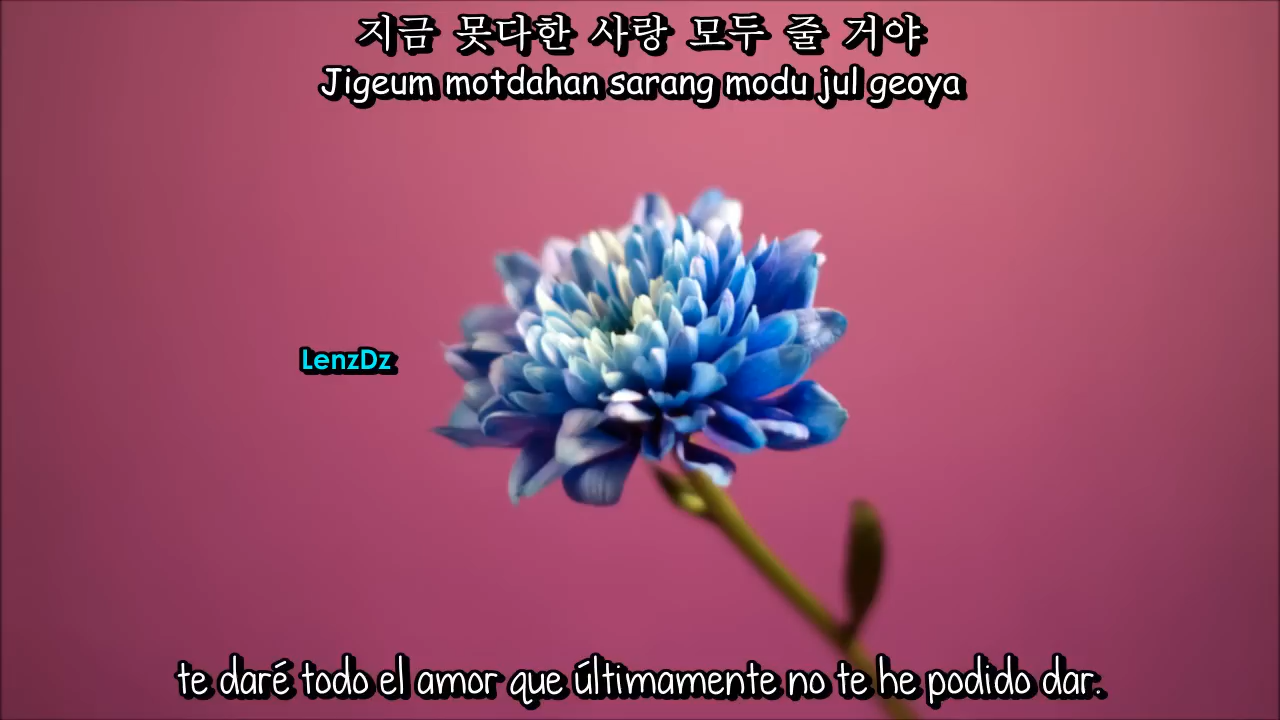 지금 못다한 사랑 모두 줄 거야
Jigeum motdahan sarang modu jul geoya
LenzDz
te daré todo el amor que últimamente no te he podido dar.